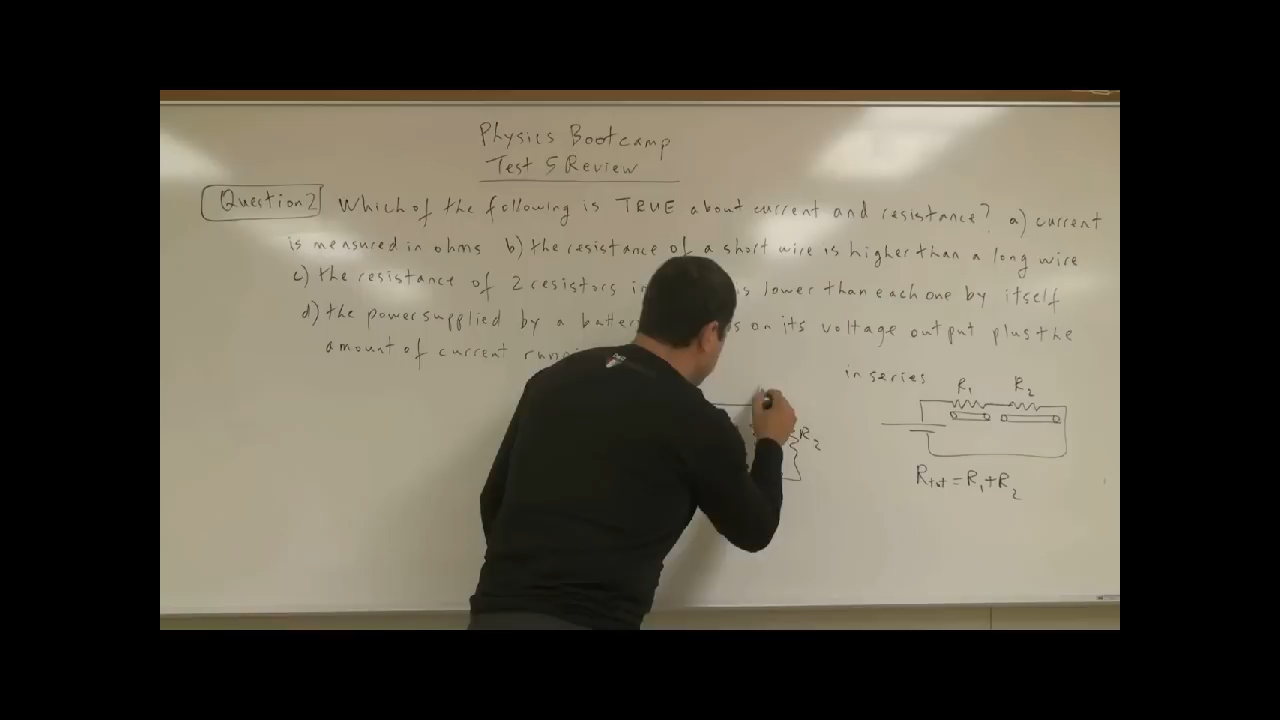 Physics Bootcamp
Test 5 Review
Question 2 Which of the following is TRUE about current and resistance? a) current
is measured in ohms b) the resistance of a short wire is higher than a long wire
c) the resistance of 2 resistors is lower than each one by itself
d) the power supplied by a on its voltage output plus the
amount of current
in series
R1 R2
R2
Rtot = R1 + R2